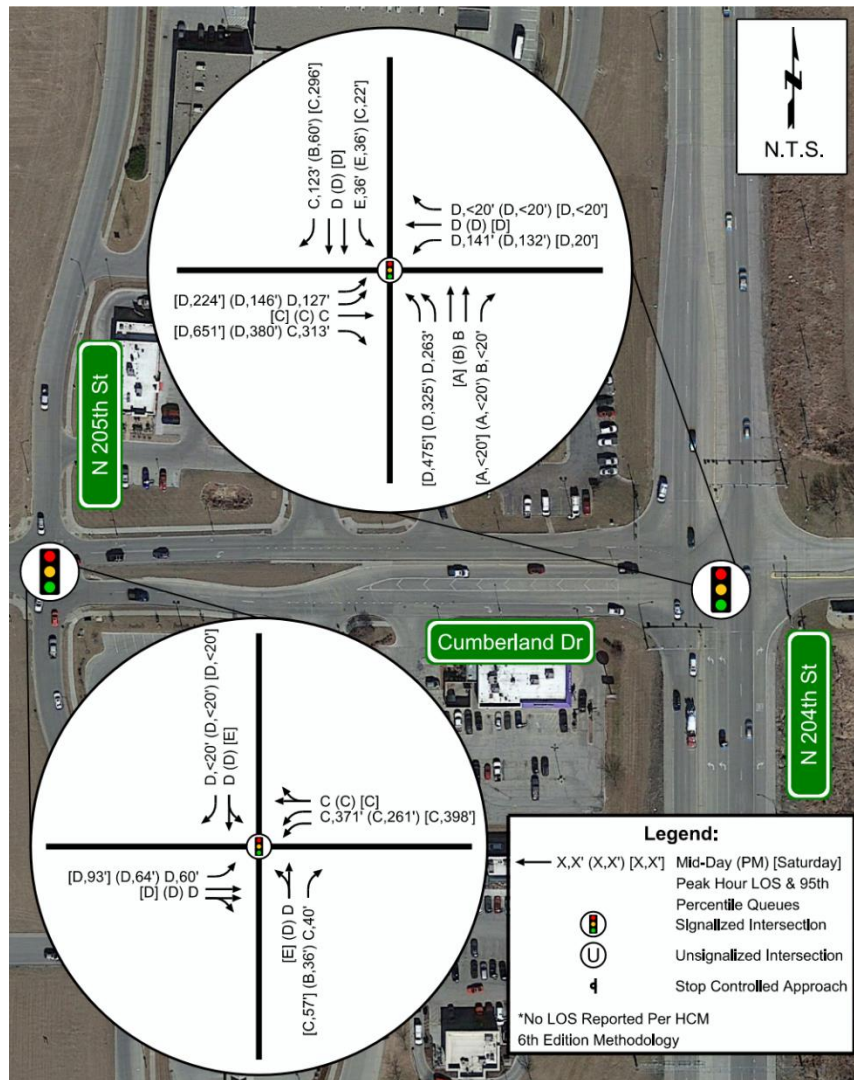 N.T.S.
C,123' (B,60') [C,296']
D (D) [D]
E,36' (E,36') [C,22']
D,<20' (D,<20') [D,<20']
D (D) [D]
D,141' (D,132') [D,20']
[D,224'] (D,146') D,127'
[C] (C) C
[D,651'] (D,380') C,313'
[D,475'] (D,325') D,263'
[A] (B) B
[A,<20'] (A,<20') B,<20'
N 205th St
Cumberland Dr
N 204th St
D,<20' (D,<20') [D,<20']
D (D) [E]
C (C) [C]
C,371' (C,261') [C,398']
[D,93'] (D,64') D,60'
[D] (D) D
[E] (D) D
[C,57'] (B,36') C,40'
Legend:
X,X' (X,X') [X,X'] Mid-Day (PM) [Saturday]
Peak Hour LOS & 95th
Percentile Queues
SIgnalized Intersection
U Unsignalized Intersection
Stop Controlled Approach
*No LOS Reported Per HCM
6th Edition Methodology